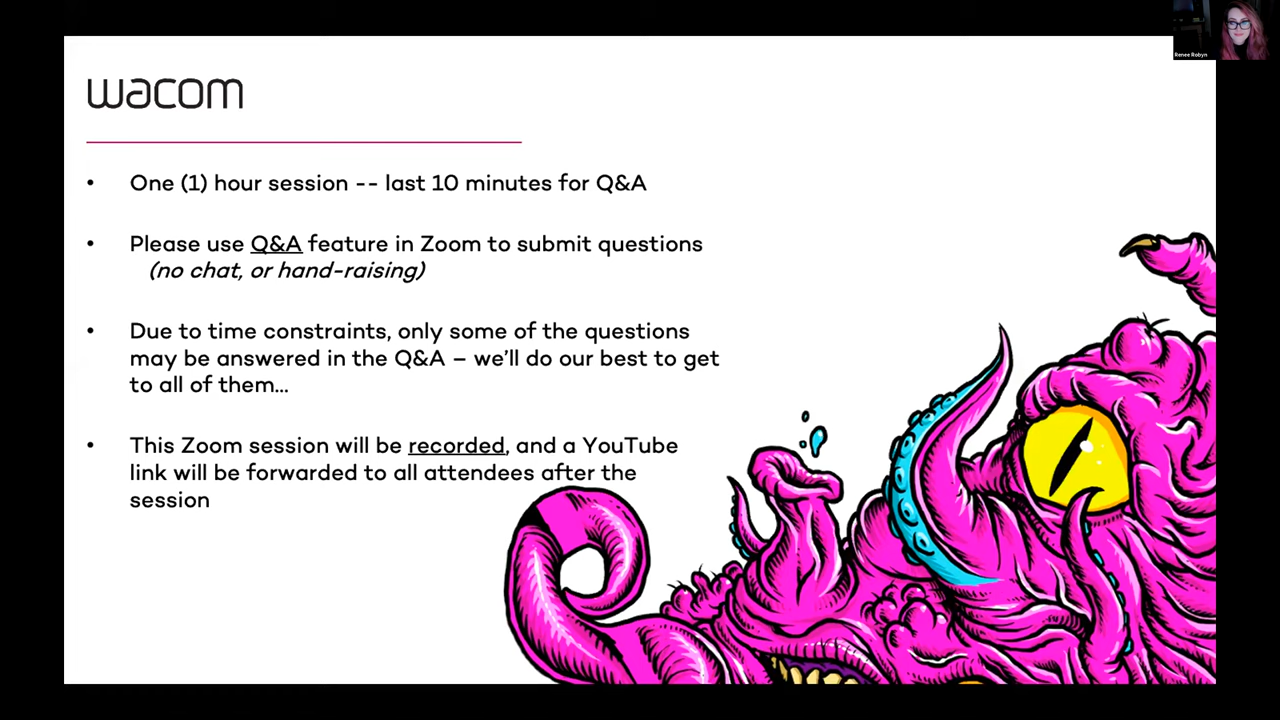 Renee Robyn
wacom
• One (1) hour session -- last 10 minutes for Q&A
• Please use Q&A feature in Zoom to submit questions
(no chat, or hand-raising)
• Due to time constraints, only some of the questions
may be answered in the Q&A – we’ll do our best to get
to all of them...
• This Zoom session will be recorded, and a YouTube
link will be forwarded to all attendees after the
session